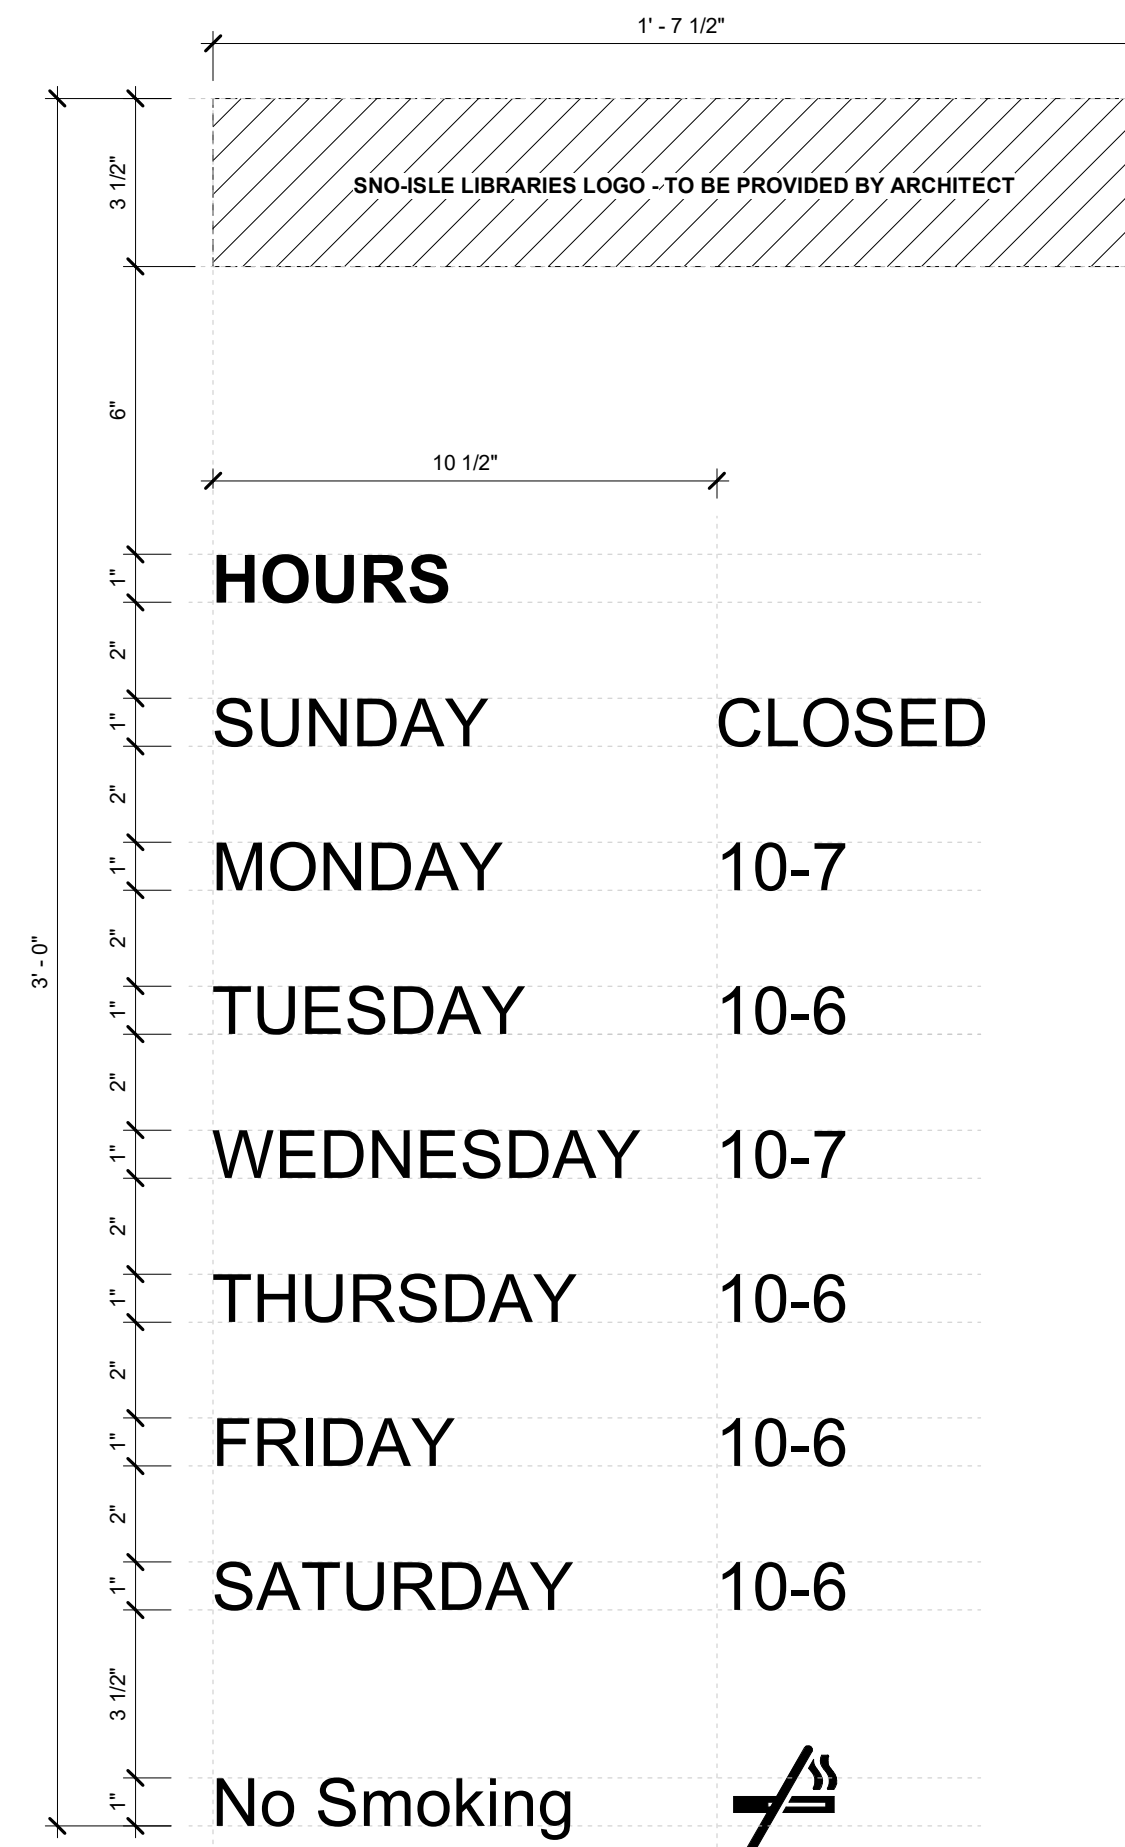 1' - 7 1/2"
3 1/2"
SNO-ISLE LIBRARIES LOGO - TO BE PROVIDED BY ARCHITECT
6"
10 1/2"
1" HOURS
2"
1" SUNDAY CLOSED
2"
1" MONDAY 10-7
3' - 0"
2"
1" TUESDAY 10-6
2"
1" WEDNESDAY 10-7
2"
1" THURSDAY 10-6
2"
1" FRIDAY 10-6
2"
1" SATURDAY 10-6
3 1/2"
1" No Smoking